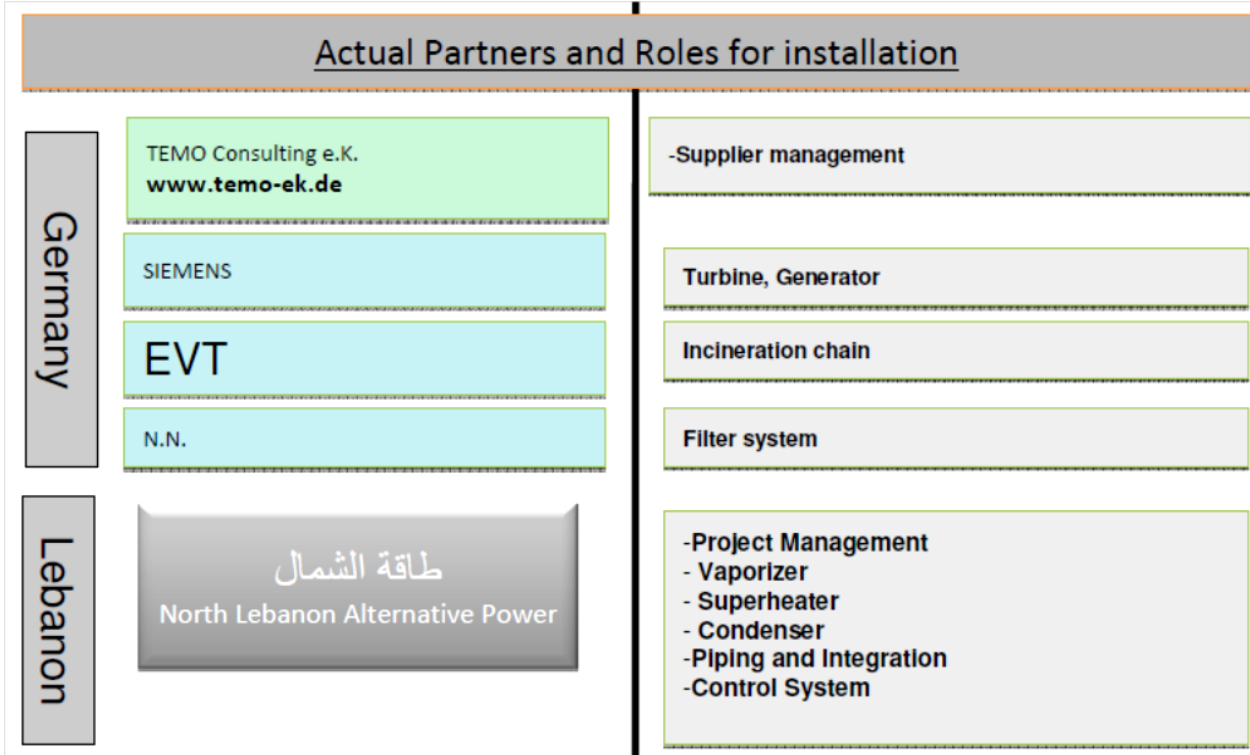 Actual Partners and Roles for installation
Germany
TEMO Consulting e.K.
www.temo-ek.de
-Supplier management
SIEMENS
Turbine, Generator
EVT
Incineration chain
N.N.
Filter system
Lebanon
طاقة الشمال
North Lebanon Alternative Power
-Project Management
- Vaporizer
- Superheater
- Condenser
-Piping and Integration
-Control System